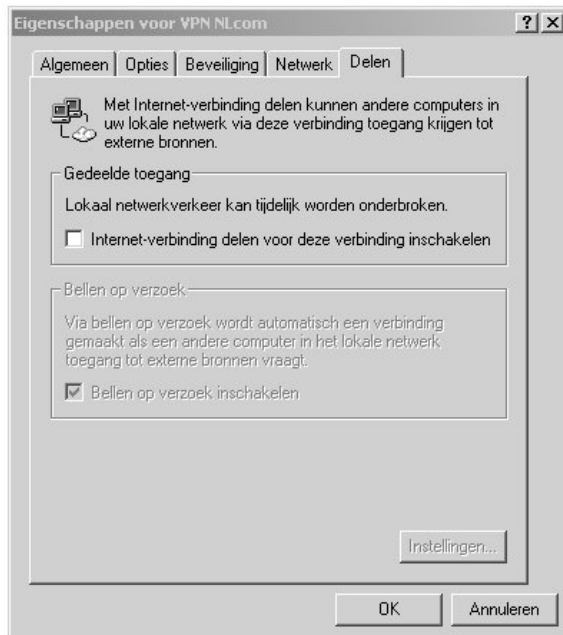 Eigenschappen voor VPN NLcom
Algemeen Opties Beveiliging Netwerk Delen
Met Internet-verbinding delen kunnen andere computers in
uw lokale netwerk via deze verbinding toegang krijgen tot
externe bronnen.
Gedeelde toegang
Lokaal netwerkverkeer kan tijdelijk worden onderbroken.
Internet-verbinding delen voor deze verbinding inschakelen
Bellen op verzoek
Via bellen op verzoek wordt automatisch een verbinding
gemaakt als een andere computer in het lokale netwerk
toegang tot externe bronnen vraagt.
Bellen op verzoek inschakelen
Instellingen...
OK Annuleren